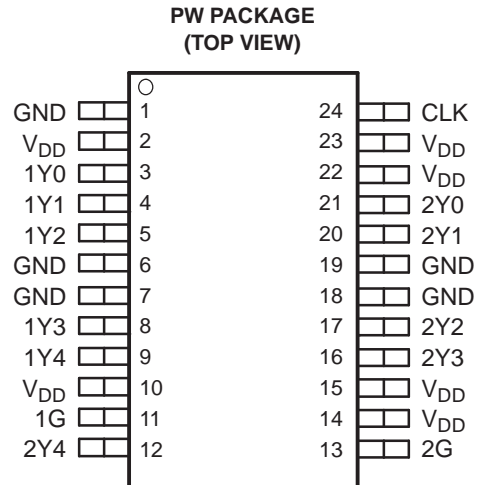 PW PACKAGE
(TOP VIEW)
GND 1 24 CLK
VDD 2 23 VDD
1Y0 3 22 VDD
1Y1 4 21 2Y0
1Y2 5 20 2Y1
GND 6 19 GND
GND 7 18 GND
1Y3 8 17 2Y2
1Y4 9 16 2Y3
VDD 10 15 VDD
1G 11 14 VDD
2Y4 12 13 2G